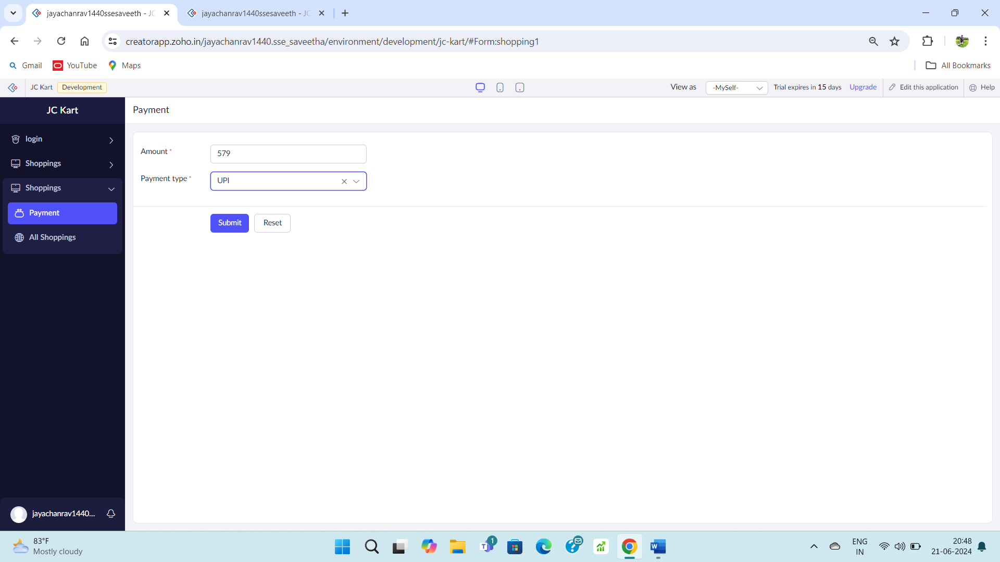 jayachanrav1440ssesaveeth - JC
jayachanrav1440ssesaveeth - JC
creatorapp.zoho.in/jayachanrav1440.sse_saveetha/environment/development/jc-kart/#Form:shopping1
Gmail
YouTube
Maps
All Bookmarks
JC Kart
Development
View as
-MySelf-
Trial expires in 15 days
Upgrade
Edit this application
Help
JC Kart
login
Shoppings
Shoppings
Payment
All Shoppings
jayachanrav1440...
Payment
Amount *
579
Payment type *
UPI
Submit
Reset
83°F
Mostly cloudy
1
ENG
IN
20:48
21-06-2024